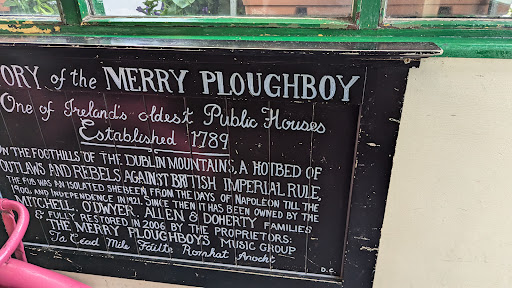 ORY of the MERRY PLOUGHBOY
One of Ireland's oldest Public Houses
Established 1789
ON THE FOOTHILLS OF THE DUBLIN MOUNTAINS, A HOTBED OF
OUTLAWS AND REBELS AGAINST BRITISH IMPERIAL RULE,
THE PUB WAS AN ISOLATED SHEBEEN FROM THE DAYS OF NAPOLEON TILL THE
1900s AND INDEPENDENCE IN 1921. SINCE THEN IT HAS BEEN OWNED BY THE
MITCHELL, O'DWYER, ALLEN & DOHERTY FAMILIES
& FULLY RESTORED IN 2006 BY THE PROPRIETORS:
THE MERRY PLOUGHBOYS MUSIC GROUP
Ta Cead Mile Failte Romhat Anocht
D.C.